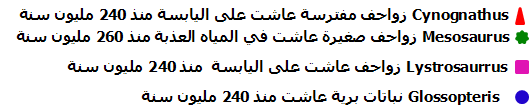 Cynognathus زواحف مفترسة عاشت على اليابسة منذ 240 مليون سنة
Mesosaurus زواحف صغيرة عاشت في المياه العذبة منذ 260 مليون سنة
Lystrosaurrus زواحف عاشت على اليابسة منذ 240 مليون سنة
Glossopteris نباتات برية عاشت منذ 240 مليون سنة